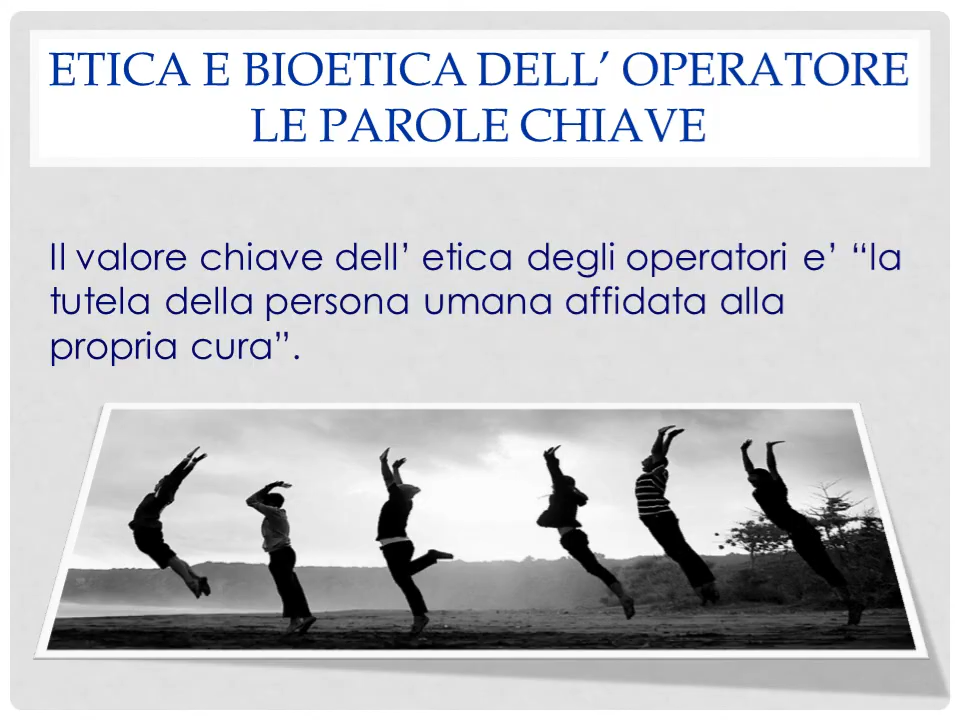 ETICA E BIOETICA DELL’ OPERATORE
LE PAROLE CHIAVE
Il valore chiave dell’ etica degli operatori e’ “la
tutela della persona umana affidata alla
propria cura”.